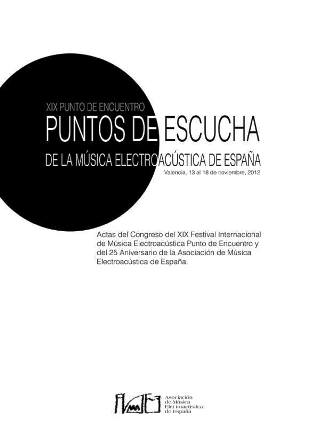 XIX PUNTO DE ENCUENTRO
PUNTOS DE ESCUCHA
DE LA MÚSICA ELECTROACÚSTICA DE ESPAÑA
Valencia, 13 al 18 de noviembre, 2012
Actas del Congreso del XIX Festival Internacional
de Música Electroacústica Punto de Encuentro y
del 25 Aniversario de la Asociación de Música
Electroacústica de España.
Asociación
de Música
Electroacústica
de España